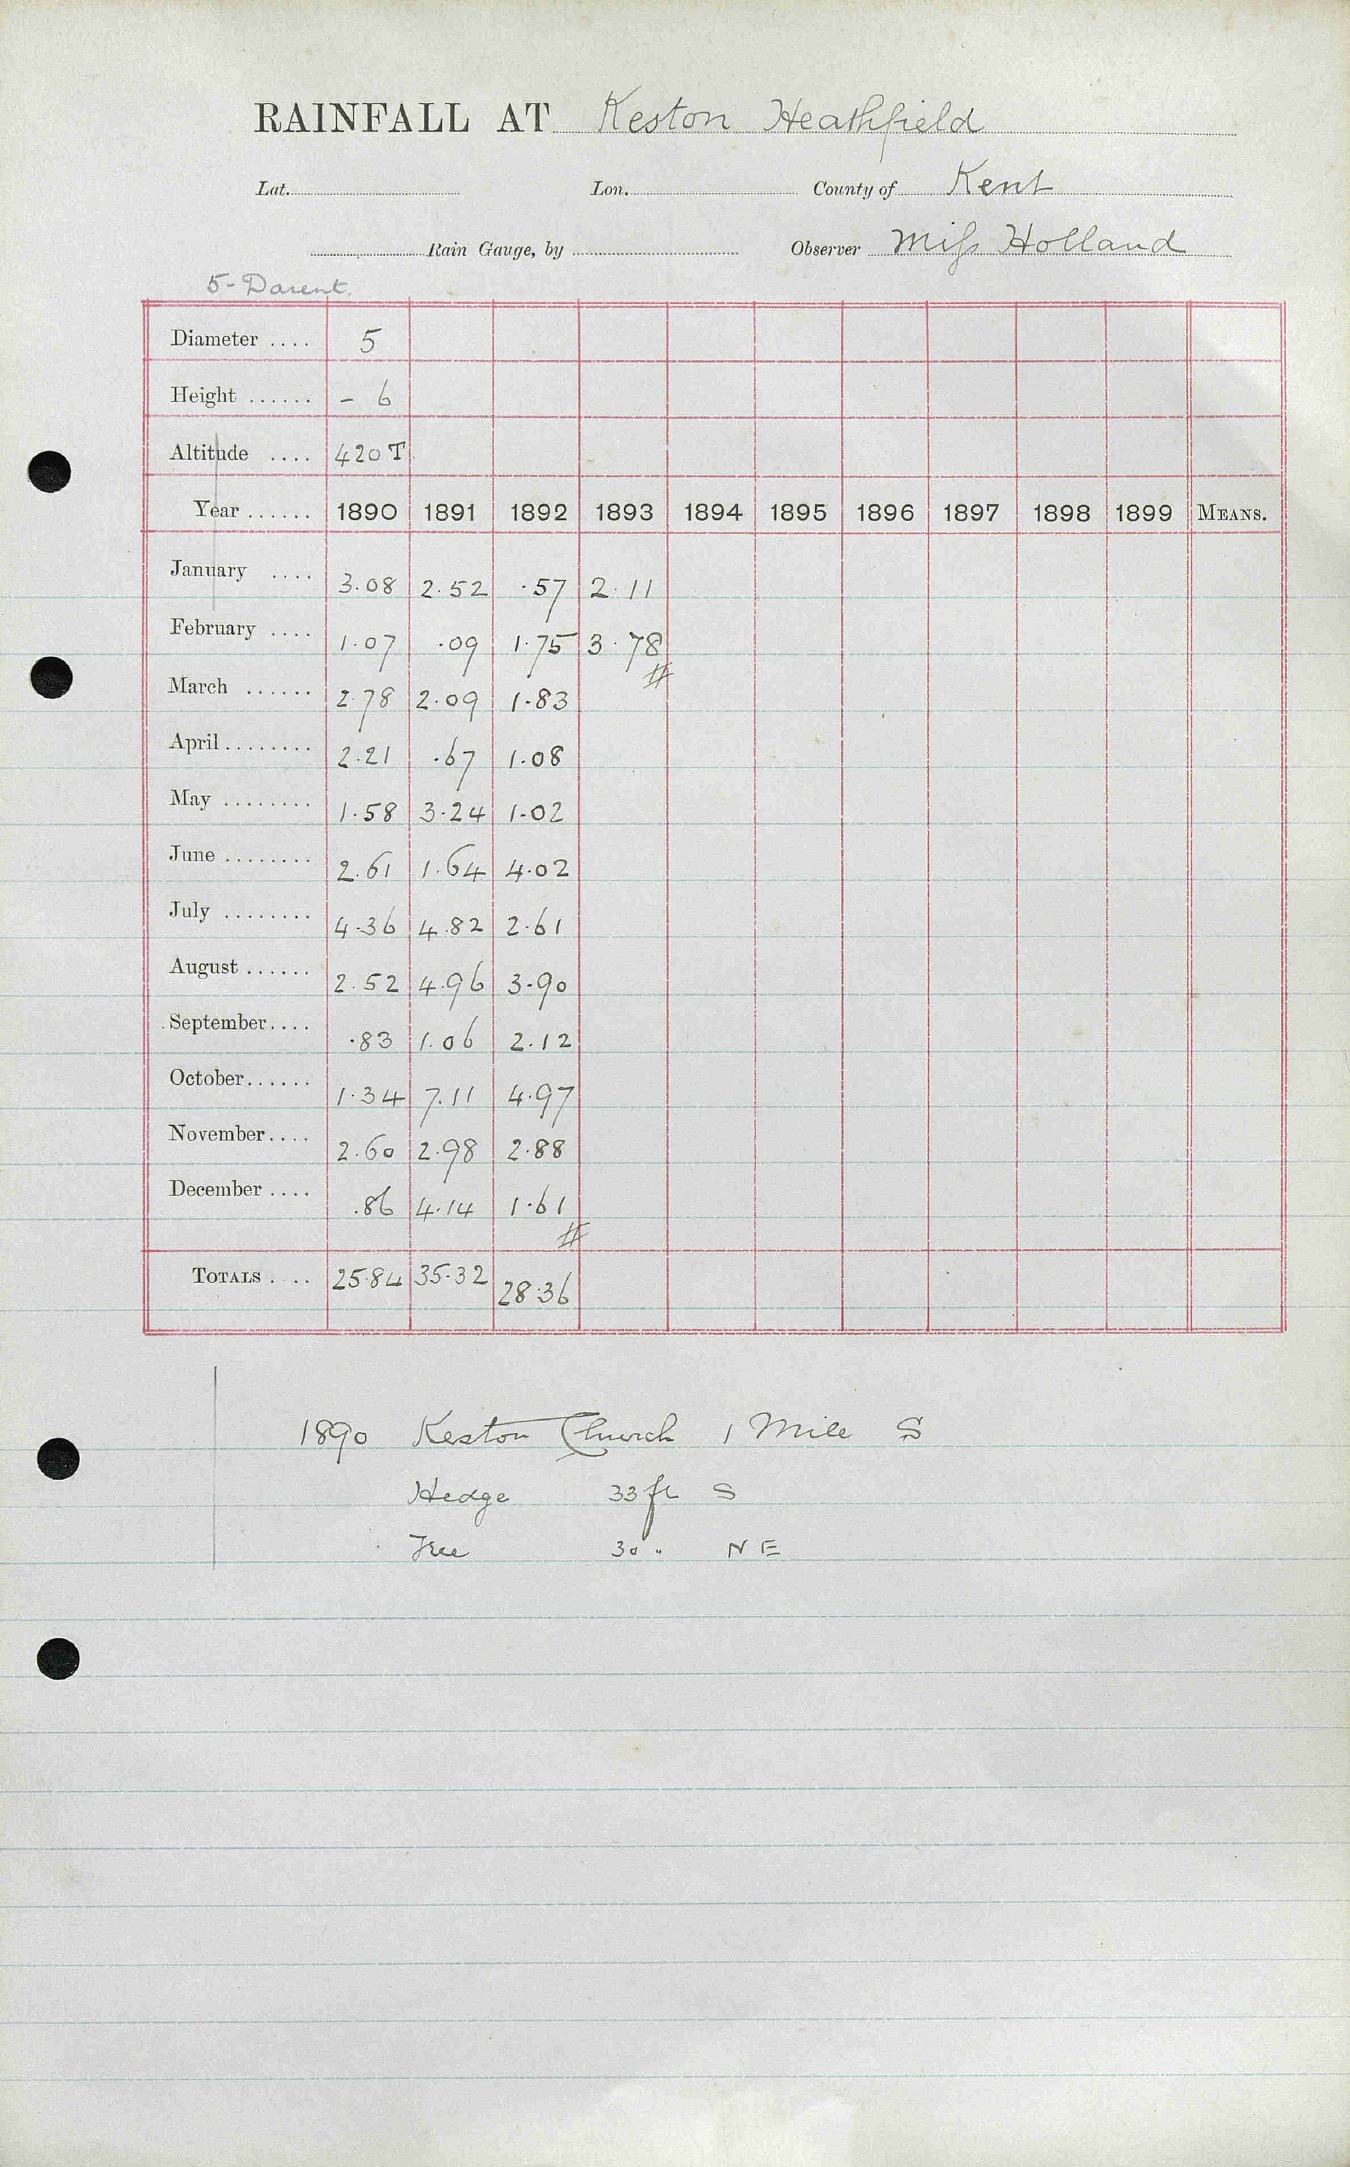 RAINFALL AT Keston Heathfield
Lat. Lon. County of Kent
Rain Gauge, by Observer Miſs Holland
5-Darent
Diameter .... 5
Height ...... - 6
Altitude .... 420 T
Year ...... 1890 1891 1892 1893 1894 1895 1896 1897 1898 1899 MEANS.
January .... 3.08 2.52 .57 2.11
February .... 1.07 .09 1.75 3.78
#
March ...... 2.78 2.09 1.83
April ........ 2.21 .67 1.08
May ........ 1.58 3.24 1.02
June ........ 2.61 1.64 4.02
July ........ 4.36 4.82 2.61
August ...... 2.52 4.96 3.90
September.... .83 1.06 2.12
October...... 1.34 7.11 4.97
November.... 2.60 2.98 2.88
December .... .86 4.14 1.61
#
TOTALS .... 25.84 35.32 28.36
1890 Keston Church 1 Mile S
Hedge 33 ft S
Tree 30 " NE